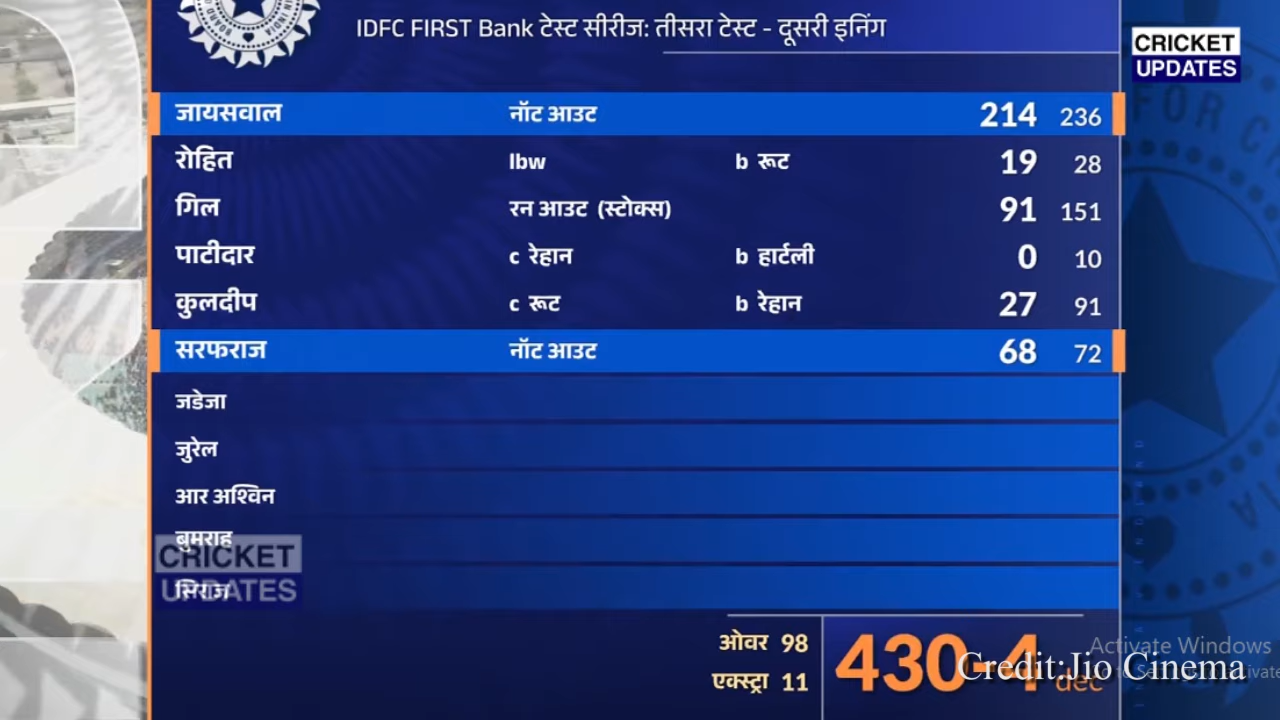 IDFC FIRST Bank टेस्ट सीरीज: तीसरा टेस्ट - दूसरी इनिंग
CRICKET
UPDATES
जायसवाल नॉट आउट 214 236
रोहित lbw b रूट 19 28
गिल रन आउट (स्टोक्स) 91 151
पाटीदार c रेहान b हार्टली 0 10
कुलदीप c रूट b रेहान 27 91
सरफराज नॉट आउट 68 72
जडेजा
जुरेल
आर अश्विन
बुमराह
CRICKET
सिराज
UPDATES
ओवर 98
एक्स्ट्रा 11
430-4 dec
Activate Windows
Credit:Jio Cinema